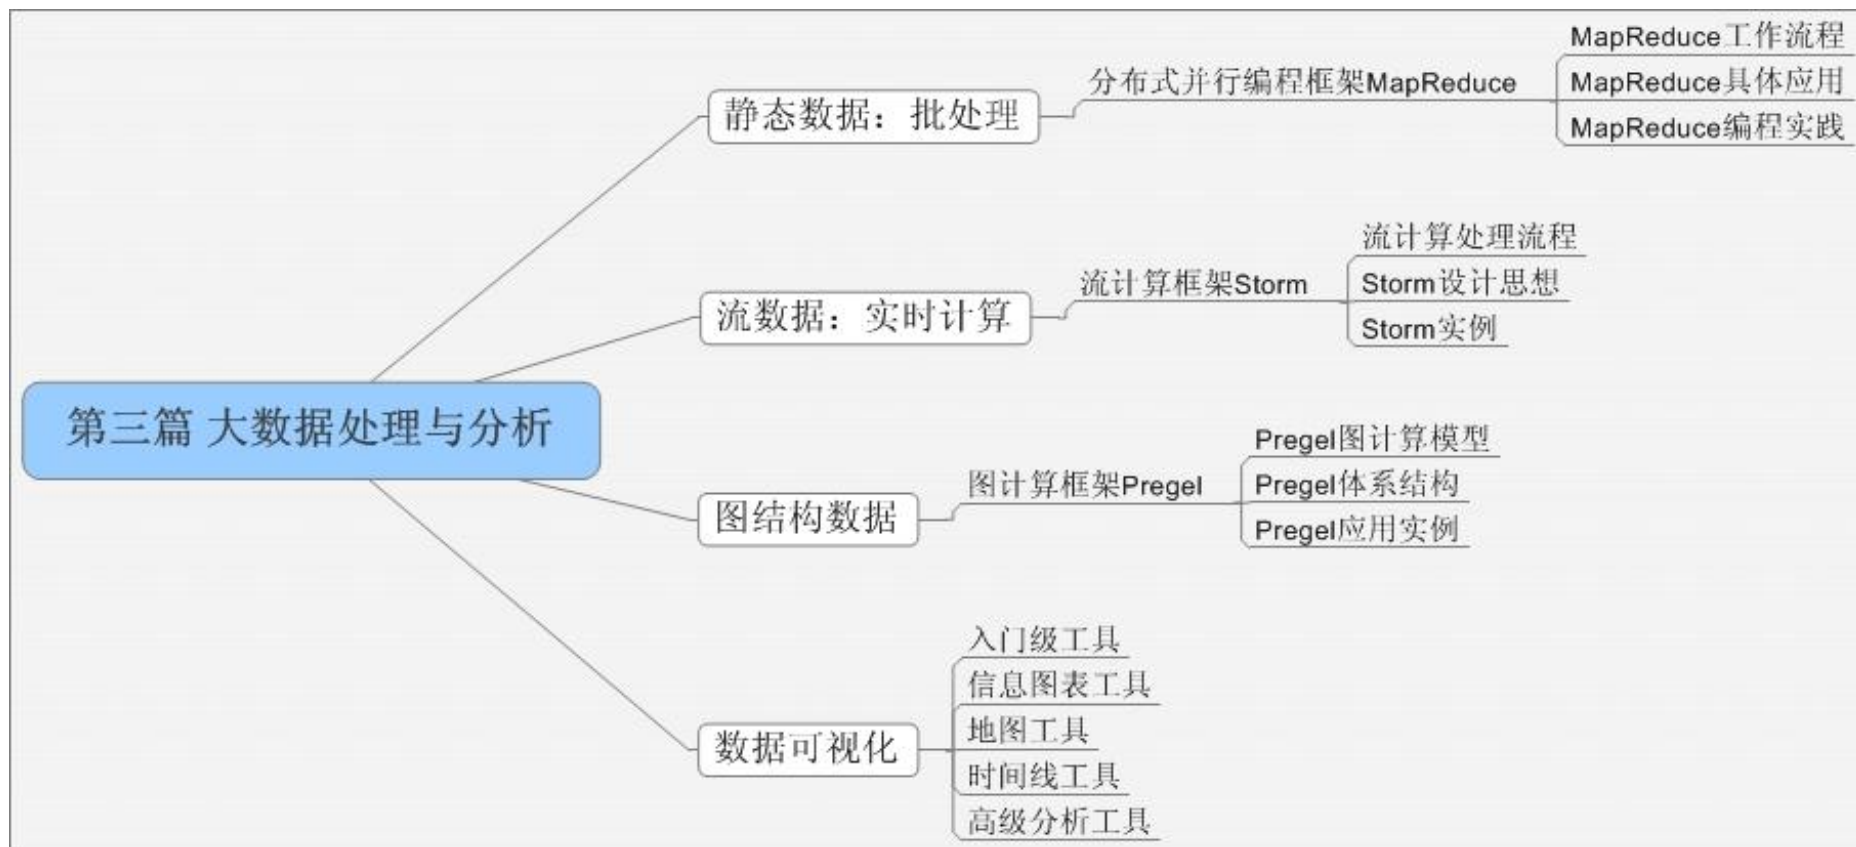 第三篇 大数据处理与分析
静态数据：批处理
分布式并行编程框架MapReduce
MapReduce工作流程
MapReduce具体应用
MapReduce编程实践
流数据：实时计算
流计算框架Storm
流计算处理流程
Storm设计思想
Storm实例
图结构数据
图计算框架Pregel
Pregel图计算模型
Pregel体系结构
Pregel应用实例
数据可视化
入门级工具
信息图表工具
地图工具
时间线工具
高级分析工具